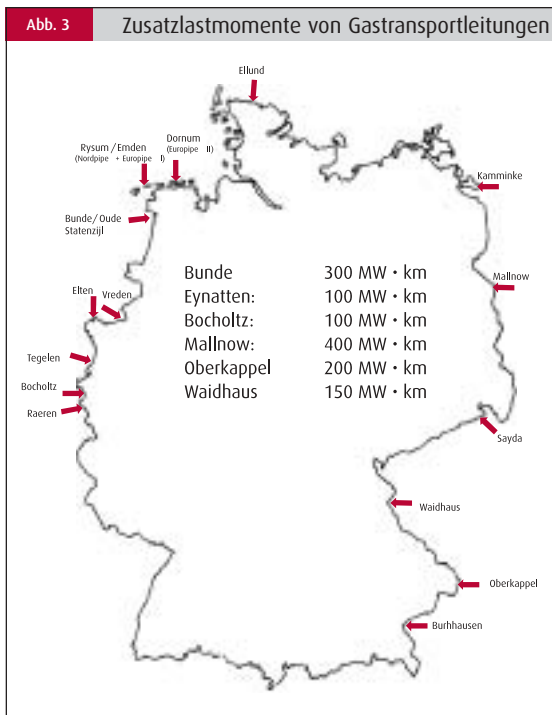 Abb. 3 Zusatzlastmomente von Gastransportleitungen
Ellund
Dornum
(Europipe II)
Rysum/Emden
(Nordpipe + Europipe I)
Kamminke
Bunde/Oude
Statenzijl
Bunde 300 MW · km
Eynatten: 100 MW · km
Bocholtz: 100 MW · km
Mallnow: 400 MW · km
Oberkappel 200 MW · km
Waidhaus 150 MW · km
Mallnow
Elten
Vreden
Tegelen
Bocholtz
Raeren
Sayda
Waidhaus
Oberkappel
Burhhausen